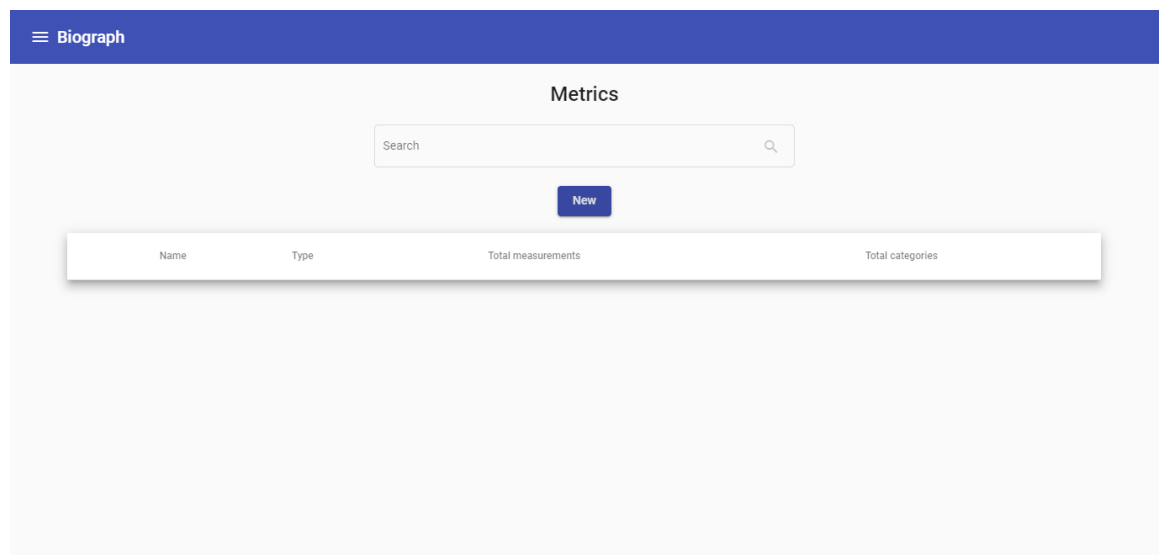 Biograph
Metrics
Search
New
Name Type Total measurements Total categories